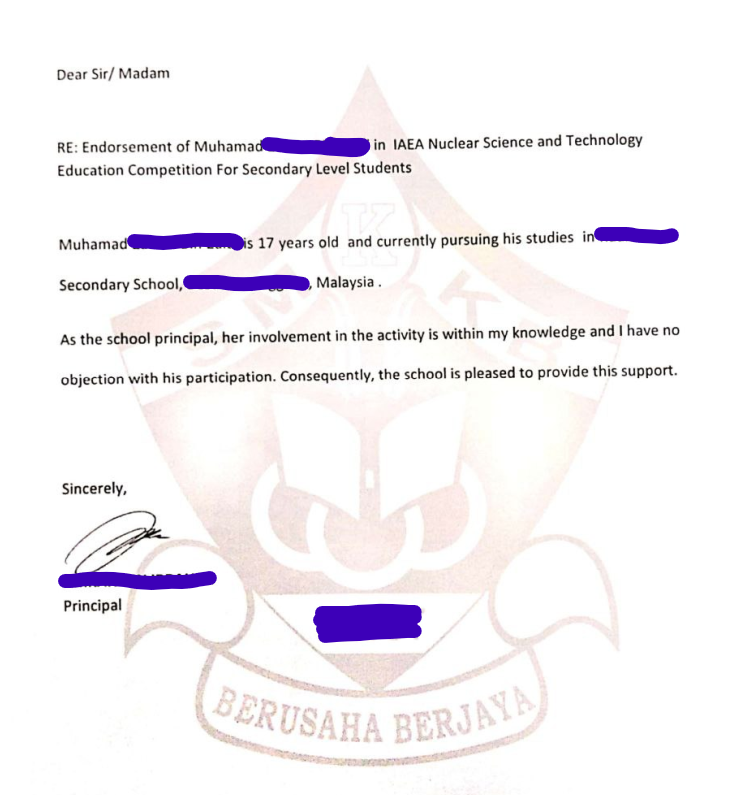 Dear Sir/ Madam
RE: Endorsement of Muhamad in IAEA Nuclear Science and Technology
Education Competition For Secondary Level Students
Muhamad is 17 years old and currently pursuing his studies in
Secondary School, , Malaysia .
As the school principal, her involvement in the activity is within my knowledge and I have no
objection with his participation. Consequently, the school is pleased to provide this support.
Sincerely,
Principal
K
SMKKB
BERUSAHA BERJAYA